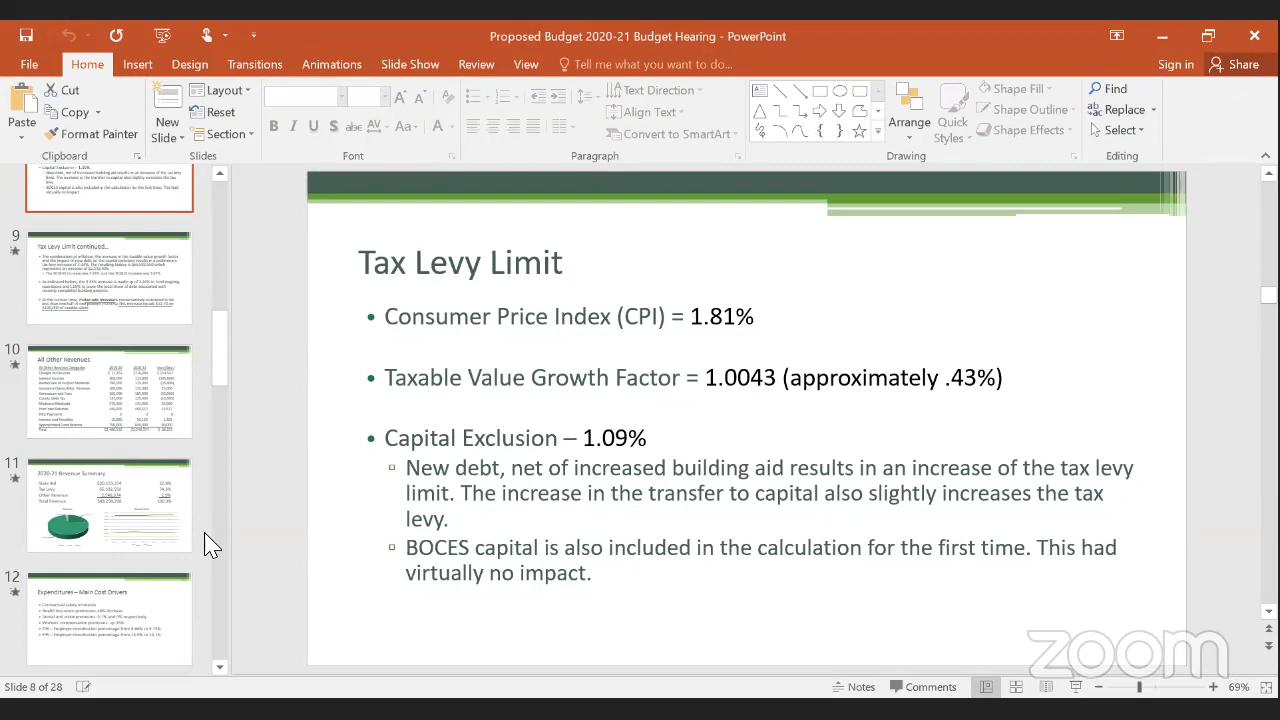 Proposed Budget 2020-21 Budget Hearing - PowerPoint
File Home Insert Design Transitions Animations Slide Show Review View Tell me what you want to do... Sign in Share
Cut
Copy
Format Painter
Paste
Clipboard
New Slide
Layout
Reset
Section
Slides
Font
Text Direction
Align Text
Convert to SmartArt
Paragraph
Arrange
Quick Styles
Shape Fill
Shape Outline
Shape Effects
Drawing
Find
Replace
Select
Editing
9
Tax Levy Limit continued...
10
All Other Revenues
11
2020-21 Revenue Summary
State Aid
Tax Levy
Other Revenue
Total Revenue
12
Expenditures – Main Cost Drivers
Tax Levy Limit
• Consumer Price Index (CPI) = 1.81%
• Taxable Value Growth Factor = 1.0043 (approximately .43%)
• Capital Exclusion – 1.09%
New debt, net of increased building aid results in an increase of the tax levy
limit. The increase in the transfer to capital also slightly increases the tax
levy.
BOCES capital is also included in the calculation for the first time. This had
virtually no impact.
zoom
Slide 8 of 28
Notes
Comments
69%